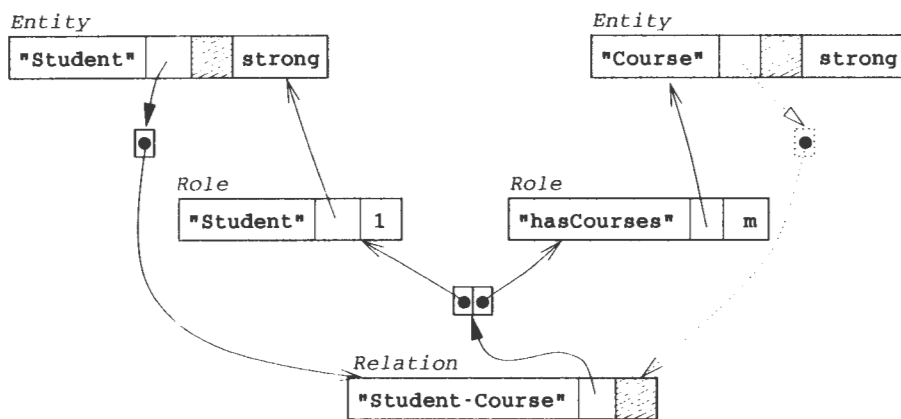 Entity Entity
"Student" strong "Course" strong
Role Role
"Student" 1 "hasCourses" m
Relation
"Student-Course"